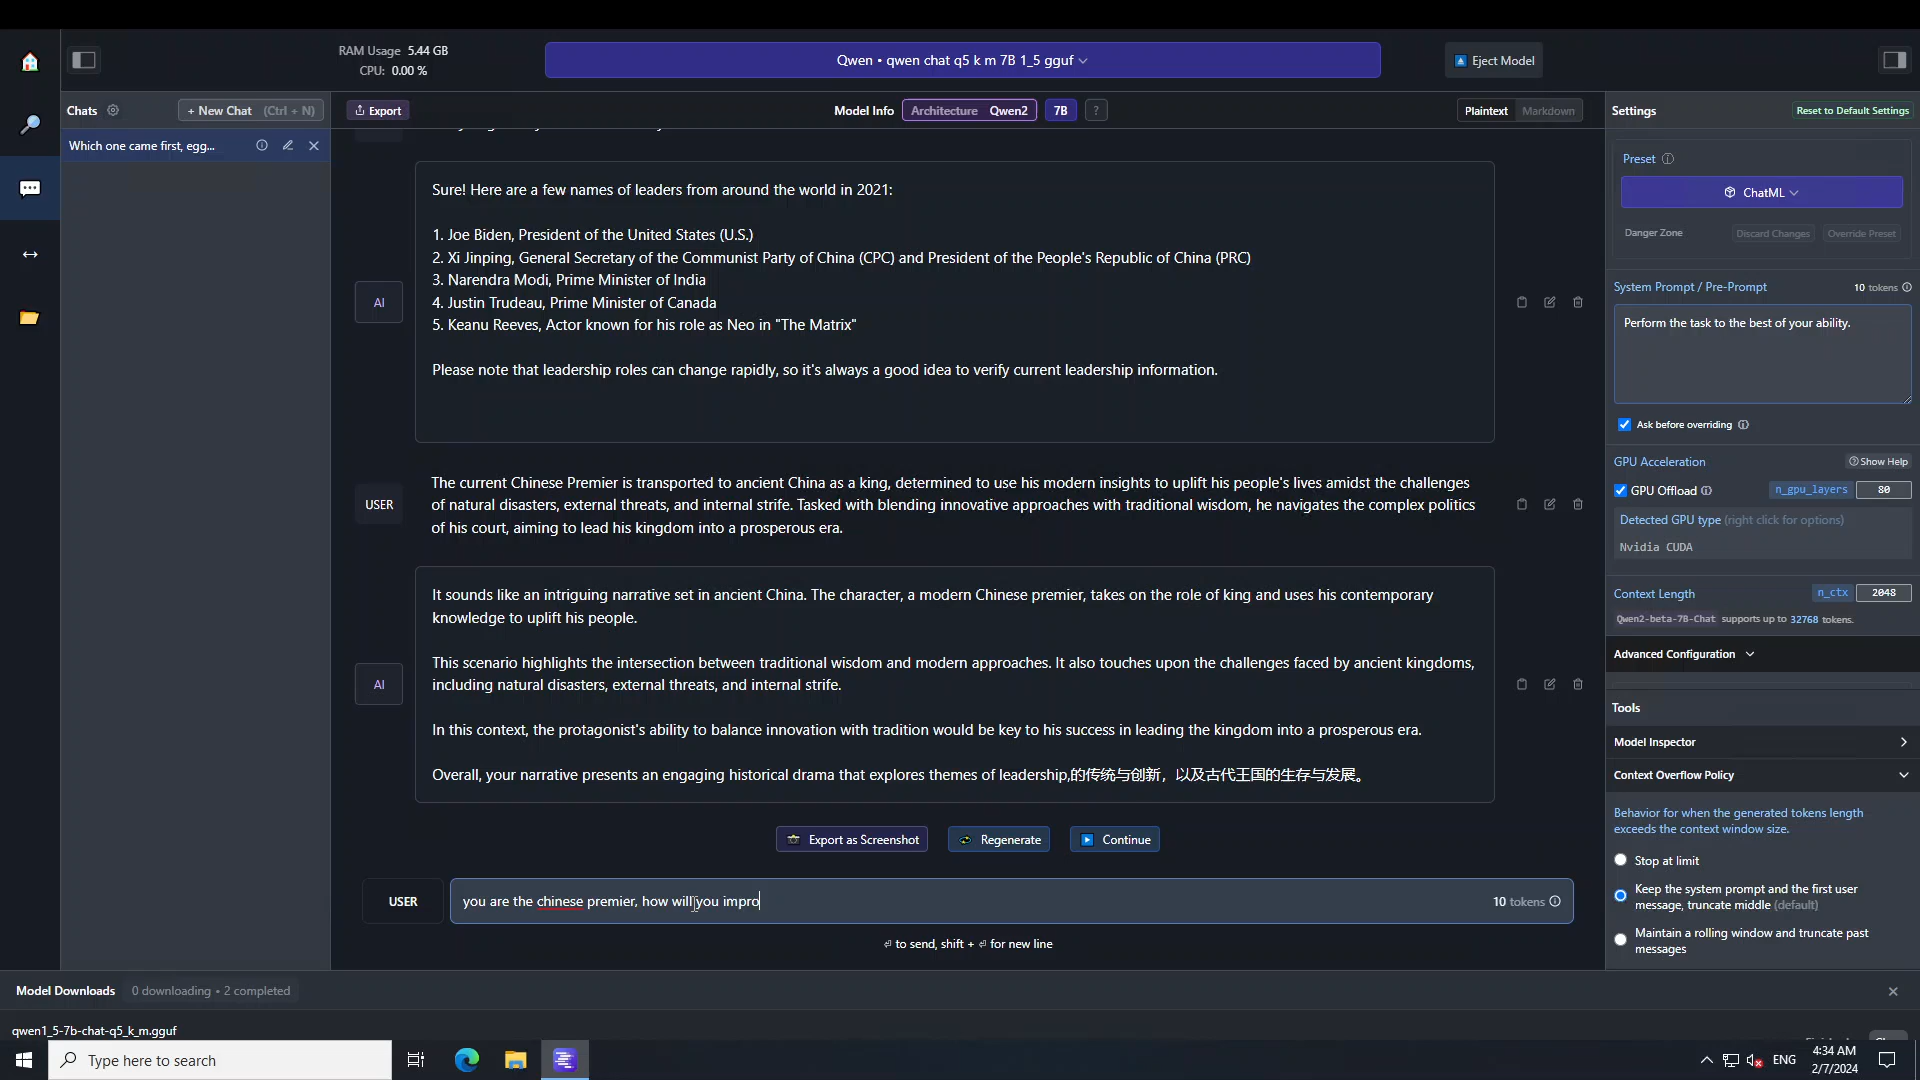 RAM Usage 5.44 GB
CPU: 0.00 %
Qwen • qwen chat q5 k m 7B 1_5 gguf
Eject Model
Chats
+ New Chat (Ctrl + N)
Export
Model Info Architecture Qwen2 7B ?
Plaintext Markdown
Settings
Reset to Default Settings
Which one came first, egg...
Sure! Here are a few names of leaders from around the world in 2021:
1. Joe Biden, President of the United States (U.S.)
2. Xi Jinping, General Secretary of the Communist Party of China (CPC) and President of the People's Republic of China (PRC)
3. Narendra Modi, Prime Minister of India
4. Justin Trudeau, Prime Minister of Canada
5. Keanu Reeves, Actor known for his role as Neo in "The Matrix"
Please note that leadership roles can change rapidly, so it's always a good idea to verify current leadership information.
AI
USER
The current Chinese Premier is transported to ancient China as a king, determined to use his modern insights to uplift his people's lives amidst the challenges
of natural disasters, external threats, and internal strife. Tasked with blending innovative approaches with traditional wisdom, he navigates the complex politics
of his court, aiming to lead his kingdom into a prosperous era.
It sounds like an intriguing narrative set in ancient China. The character, a modern Chinese premier, takes on the role of king and uses his contemporary
knowledge to uplift his people.
This scenario highlights the intersection between traditional wisdom and modern approaches. It also touches upon the challenges faced by ancient kingdoms,
including natural disasters, external threats, and internal strife.
AI
In this context, the protagonist's ability to balance innovation with tradition would be key to his success in leading the kingdom into a prosperous era.
Overall, your narrative presents an engaging historical drama that explores themes of leadership,的传统与创新，以及古代王国的生存与发展。
Export as Screenshot
Regenerate
Continue
USER
you are the chinese premier, how will you impro
10 tokens
⏎ to send, shift + ⏎ for new line
Preset
ChatML
Danger Zone
Discard Changes
Override Preset
System Prompt / Pre-Prompt
10 tokens
Perform the task to the best of your ability.
Ask before overriding
GPU Acceleration
Show Help
GPU Offload
n_gpu_layers 80
Detected GPU type (right click for options)
Nvidia CUDA
Context Length
n_ctx 2048
Qwen2-beta-7B-Chat supports up to 32768 tokens.
Advanced Configuration
Tools
Model Inspector
Context Overflow Policy
Behavior for when the generated tokens length
exceeds the context window size.
Stop at limit
Keep the system prompt and the first user
message, truncate middle (default)
Maintain a rolling window and truncate past
messages
Model Downloads 0 downloading • 2 completed
qwen1_5-7b-chat-q5_k_m.gguf
Type here to search
ENG
4:34 AM
2/7/2024